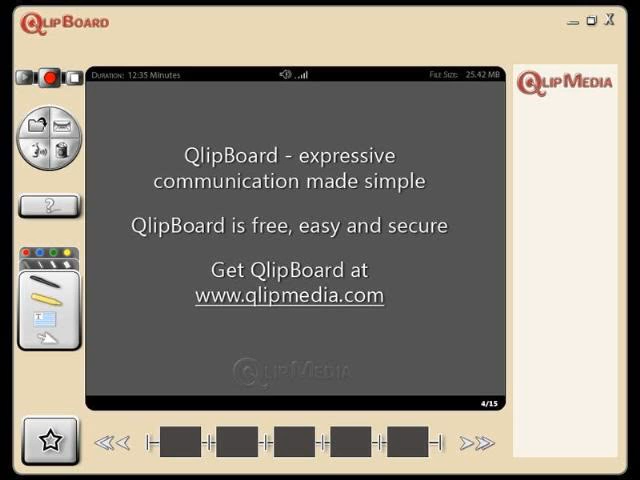 QLIPBOARD
X
DURATION: 12:35 Minutes
FILE SIZE: 25.42 MB
QLIPMEDIA
QlipBoard - expressive
communication made simple
QlipBoard is free, easy and secure
Get QlipBoard at
www.qlipmedia.com
QLIPMEDIA
4/15
?
T